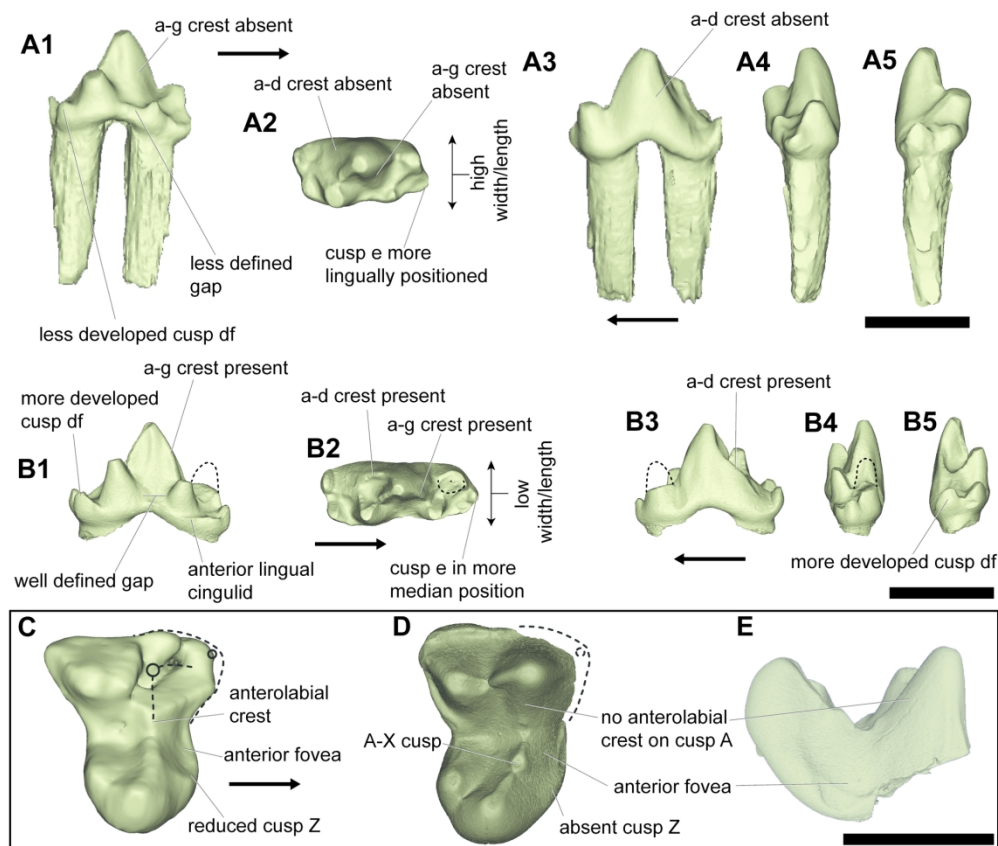 A1
a-g crest absent
a-d crest absent
a-g crest
absent
A2
high
width/length
less defined
gap
cusp e more
lingually positioned
less developed cusp df
a-d crest absent
A3
A4
A5
a-g crest present
more developed
cusp df
B1
well defined gap
anterior lingual
cingulid
a-d crest present
a-g crest present
B2
low
width/length
cusp e in more
median position
a-d crest present
B3
B4
B5
more developed cusp df
C
anterolabial
crest
anterior fovea
reduced cusp Z
D
A-X cusp
no anterolabial
crest on cusp A
anterior fovea
absent cusp Z
E